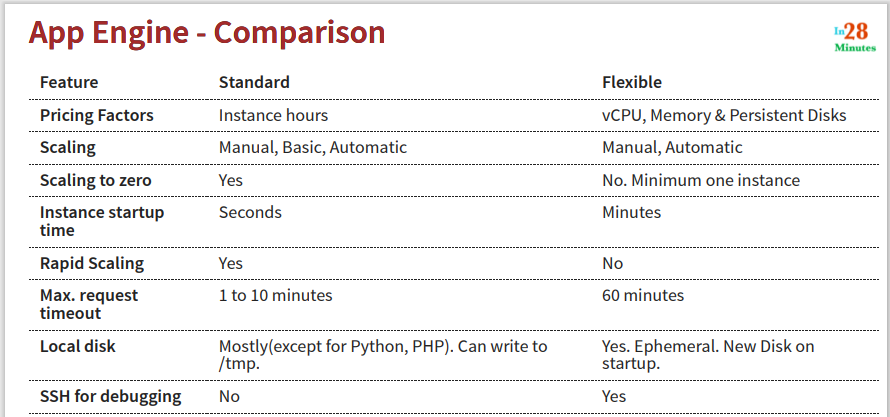 App Engine - Comparison
In28
Minutes
Feature Standard Flexible
Pricing Factors Instance hours vCPU, Memory & Persistent Disks
Scaling Manual, Basic, Automatic Manual, Automatic
Scaling to zero Yes No. Minimum one instance
Instance startup Seconds Minutes
time
Rapid Scaling Yes No
Max. request 1 to 10 minutes 60 minutes
timeout
Local disk Mostly(except for Python, PHP). Can write to Yes. Ephemeral. New Disk on
/tmp. startup.
SSH for debugging No Yes